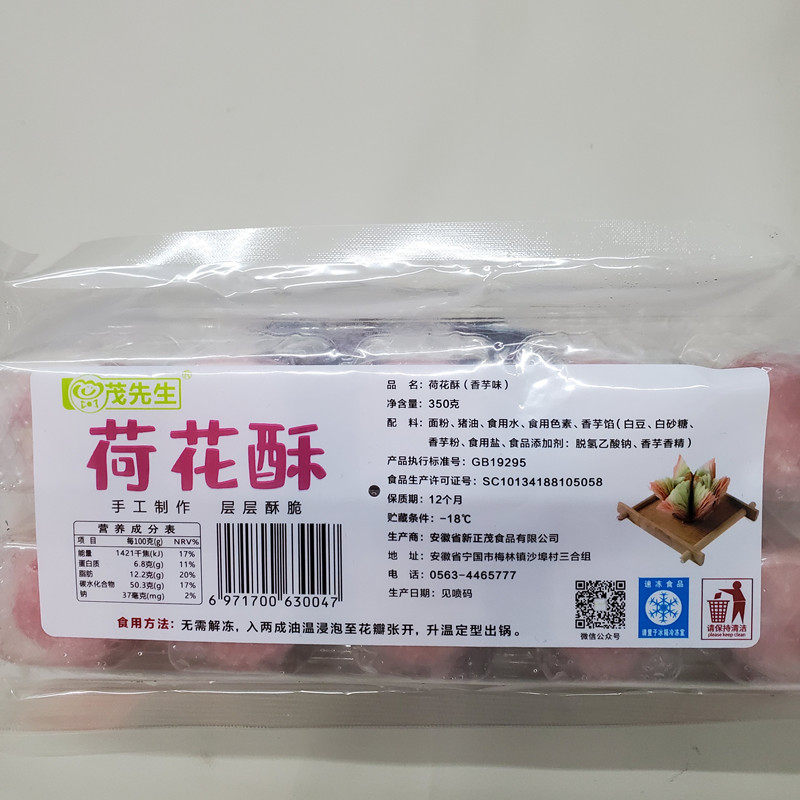 茂先生®
荷花酥
手工制作 层层酥脆
营养成分表
项目 每100克(g) NRV%
能量 1421千焦(kJ) 17%
蛋白质 6.8克(g) 11%
脂肪 12.2克(g) 20%
碳水化合物 50.3克(g) 17%
钠 37毫克(mg) 2%
6 971700 630047
品 名：荷花酥（香芋味）
净含量：350克
配 料：面粉、猪油、食用水、食用色素、香芋馅（白豆、白砂糖、
香芋粉、食用盐、食品添加剂：脱氢乙酸钠、香芋香精）
产品执行标准号：GB19295
食品生产许可证号：SC10134188105058
保质期：12个月
贮藏条件：-18℃
生产商：安徽省新正茂食品有限公司
地 址：安徽省宁国市梅林镇沙埠村三合组
电 话：0563-4465777
生产日期：见喷码
微信公众号
速冻食品
请置于冰箱冷冻室
请保持清洁
please keep clean
食用方法：无需解冻，入两成油温浸泡至花瓣张开，升温定型出锅。